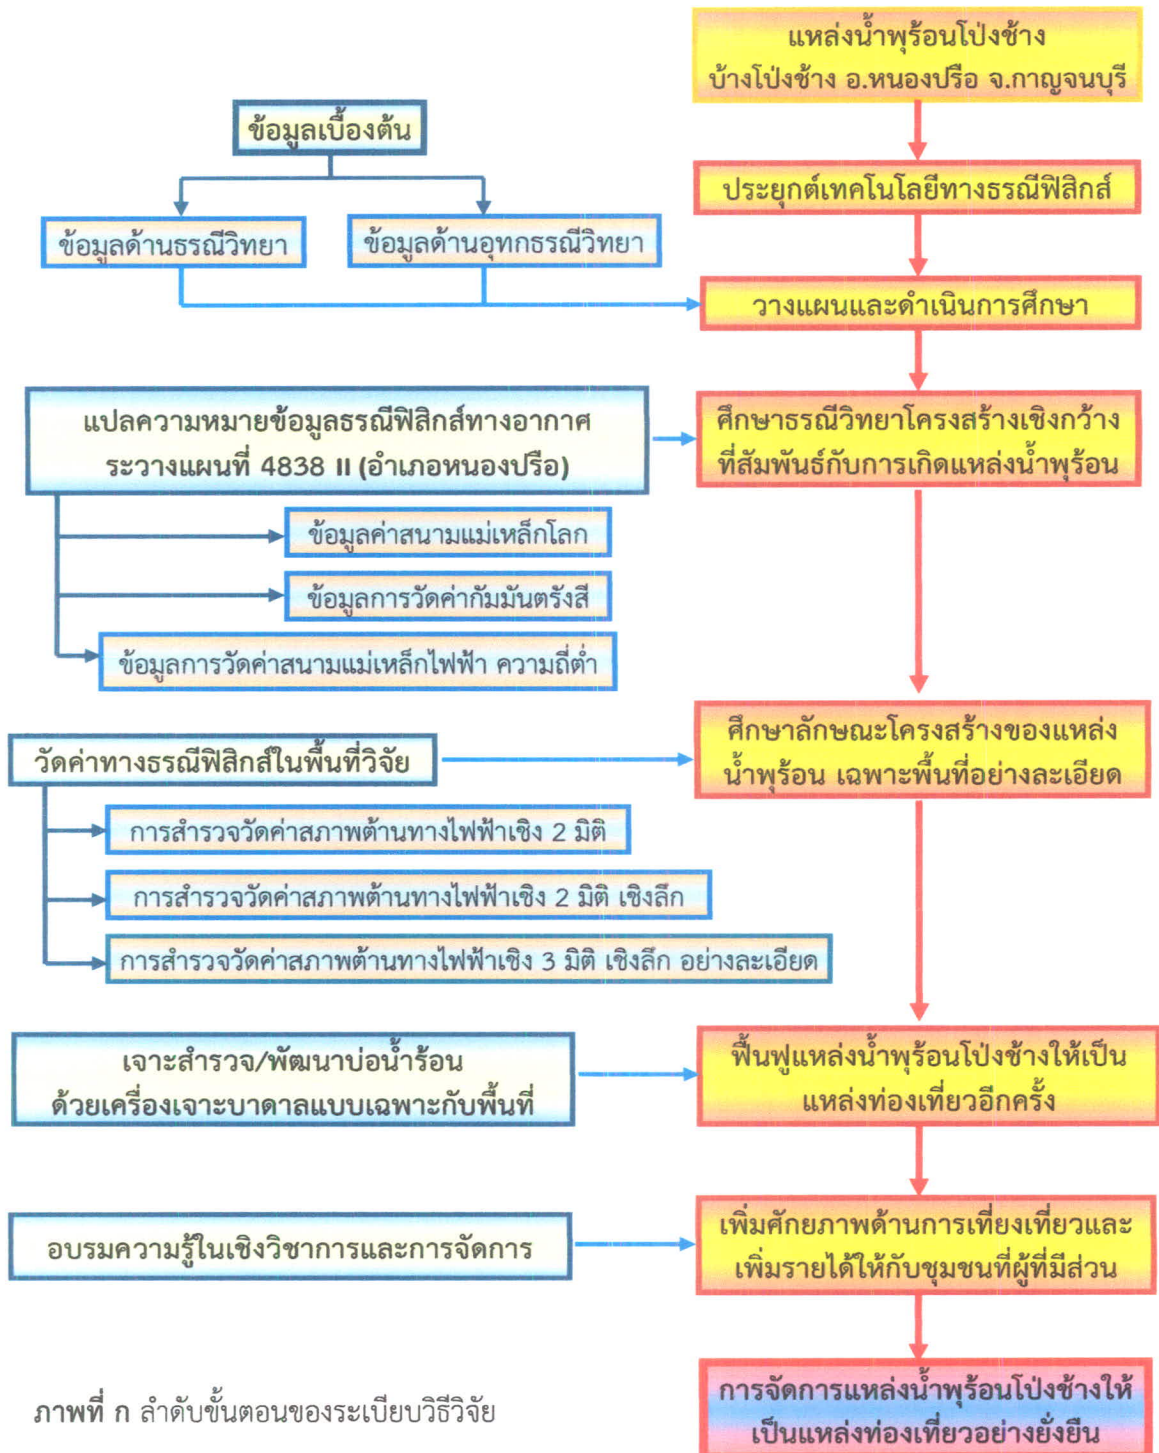 แหล่งน้ำพุร้อนโป่งช้าง
บ้างโป่งช้าง อ.หนองปรือ จ.กาญจนบุรี
ข้อมูลเบื้องต้น
ประยุกต์เทคโนโลยีทางธรณีฟิสิกส์
ข้อมูลด้านธรณีวิทยา
ข้อมูลด้านอุทกธรณีวิทยา
วางแผนและดำเนินการศึกษา
แปลความหมายข้อมูลธรณีฟิสิกส์ทางอากาศ
ระวางแผนที่ 4838 II (อำเภอหนองปรือ)
ศึกษาธรณีวิทยาโครงสร้างเชิงกว้าง
ที่สัมพันธ์กับการเกิดแหล่งน้ำพุร้อน
ข้อมูลค่าสนามแม่เหล็กโลก
ข้อมูลการวัดค่ากัมมันตรังสี
ข้อมูลการวัดค่าสนามแม่เหล็กไฟฟ้า ความถี่ต่ำ
วัดค่าทางธรณีฟิสิกส์ในพื้นที่วิจัย
ศึกษาลักษณะโครงสร้างของแหล่ง
น้ำพุร้อน เฉพาะพื้นที่อย่างละเอียด
การสำรวจวัดค่าสภาพต้านทางไฟฟ้าเชิง 2 มิติ
การสำรวจวัดค่าสภาพต้านทางไฟฟ้าเชิง 2 มิติ เชิงลึก
การสำรวจวัดค่าสภาพต้านทางไฟฟ้าเชิง 3 มิติ เชิงลึก อย่างละเอียด
เจาะสำรวจ/พัฒนาบ่อน้ำร้อน
ด้วยเครื่องเจาะบาดาลแบบเฉพาะกับพื้นที่
ฟื้นฟูแหล่งน้ำพุร้อนโป่งช้างให้เป็น
แหล่งท่องเที่ยวอีกครั้ง
อบรมความรู้ในเชิงวิชาการและการจัดการ
เพิ่มศักยภาพด้านการเที่ยงเที่ยวและ
เพิ่มรายได้ให้กับชุมชนที่ผู้ที่มีส่วน
การจัดการแหล่งน้ำพุร้อนโป่งช้างให้
เป็นแหล่งท่องเที่ยวอย่างยั่งยืน
ภาพที่ ก ลำดับขั้นตอนของระเบียบวิธีวิจัย